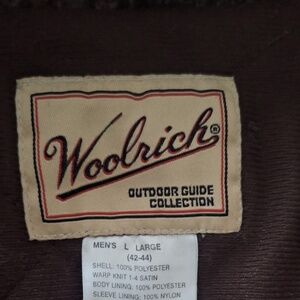 Woolrich®
OUTDOOR GUIDE
COLLECTION
MEN'S L LARGE
(42-44)
SHELL: 100% POLYESTER
WARP KNIT 1-4 SATIN
BODY LINING: 100% POLYESTER
SLEEVE LINING: 100% NYLON